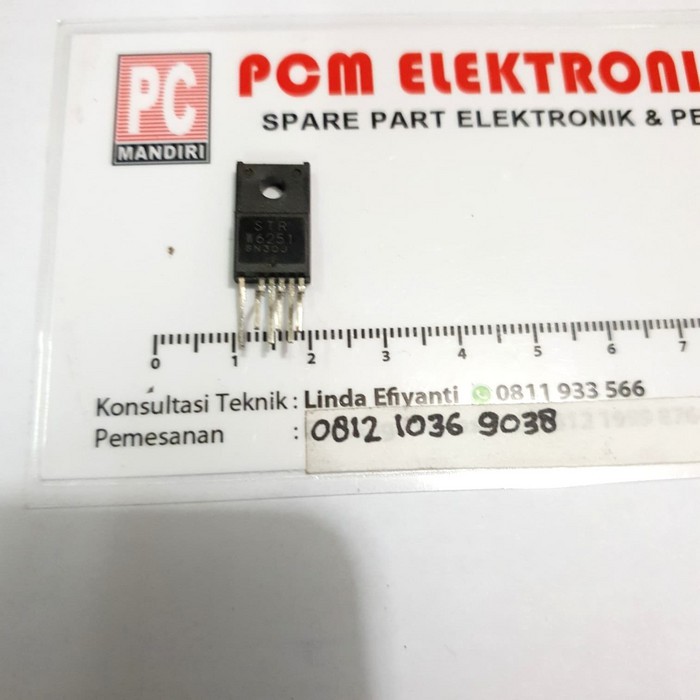 PC
MANDIRI
PCM ELEKTRONI
SPARE PART ELEKTRONIK & PE
STR
6251
0 1 2 3 4 5 6 7
Konsultasi Teknik : Linda Efiyanti 0811 933 566
Pemesanan : 0812 1036 9038